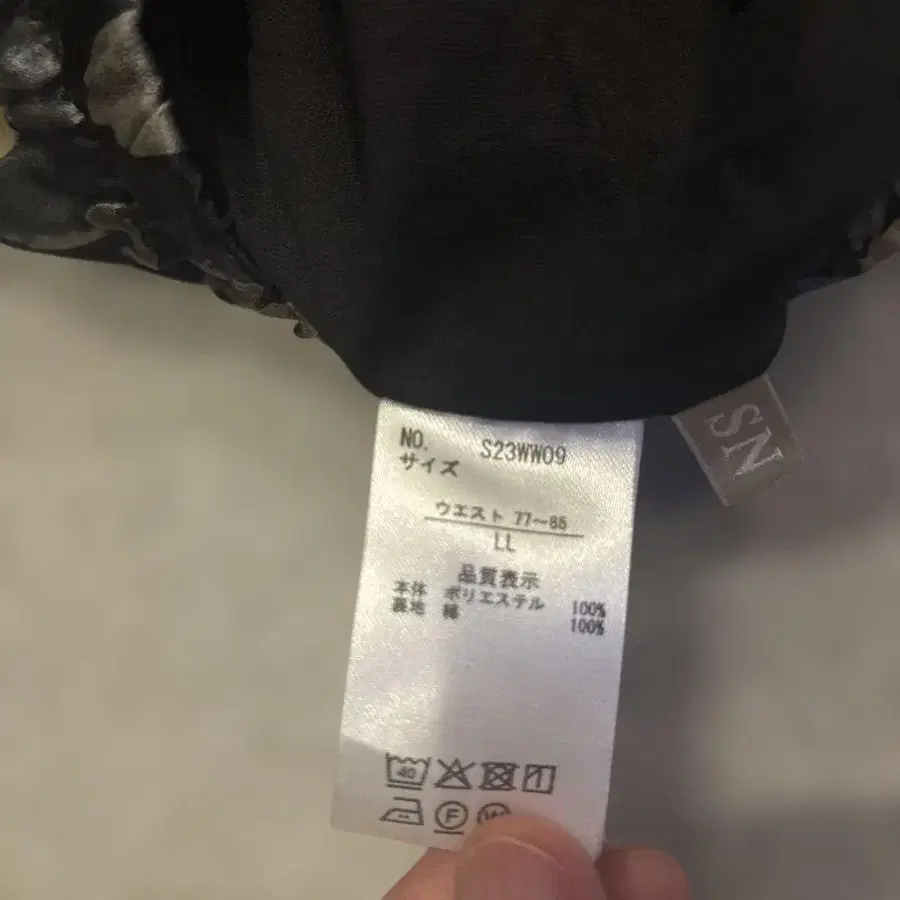 NO. S23WW09
サイズ
ウエスト 77〜85
LL
品質表示
本体 ポリエステル 100%
裏地 綿 100%
40
F
W
SN